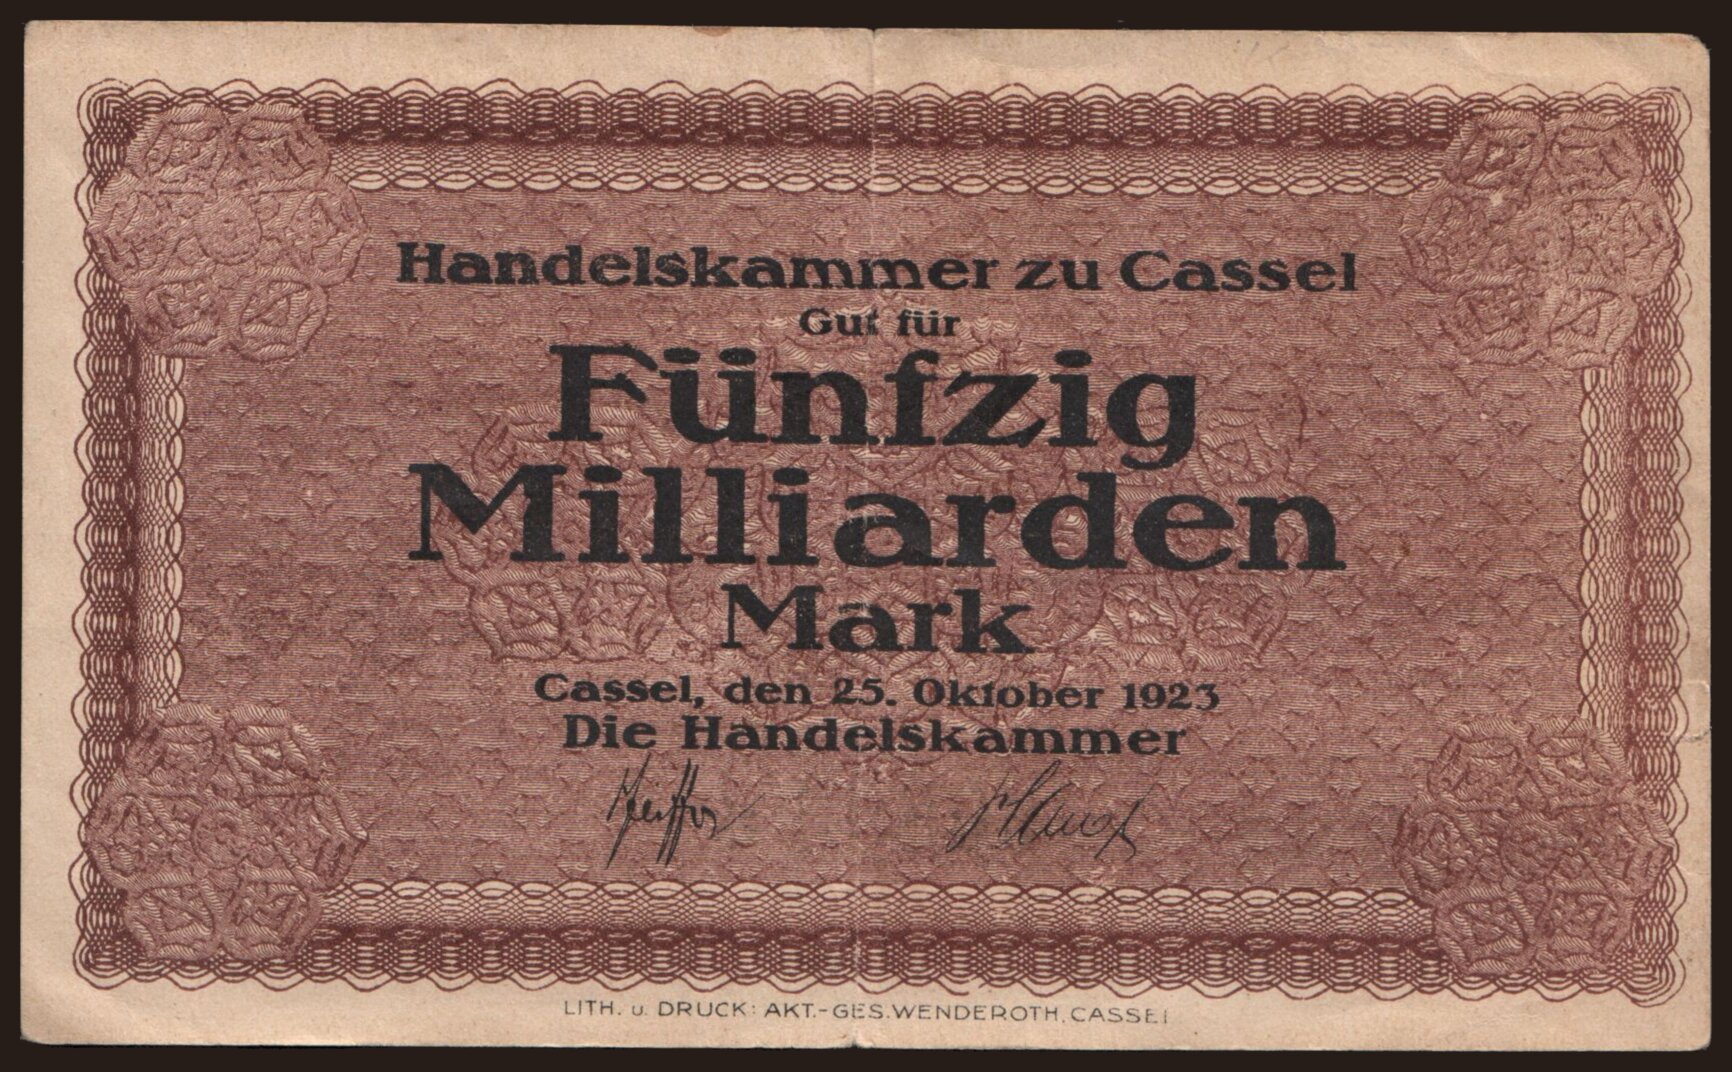 Handelskammer zu Cassel
Gut für
Fünfzig
Milliarden
Mark
Cassel, den 25. Oktober 1923
Die Handelskammer
LITH. u. DRUCK: AKT.-GES. WENDEROTH, CASSEL